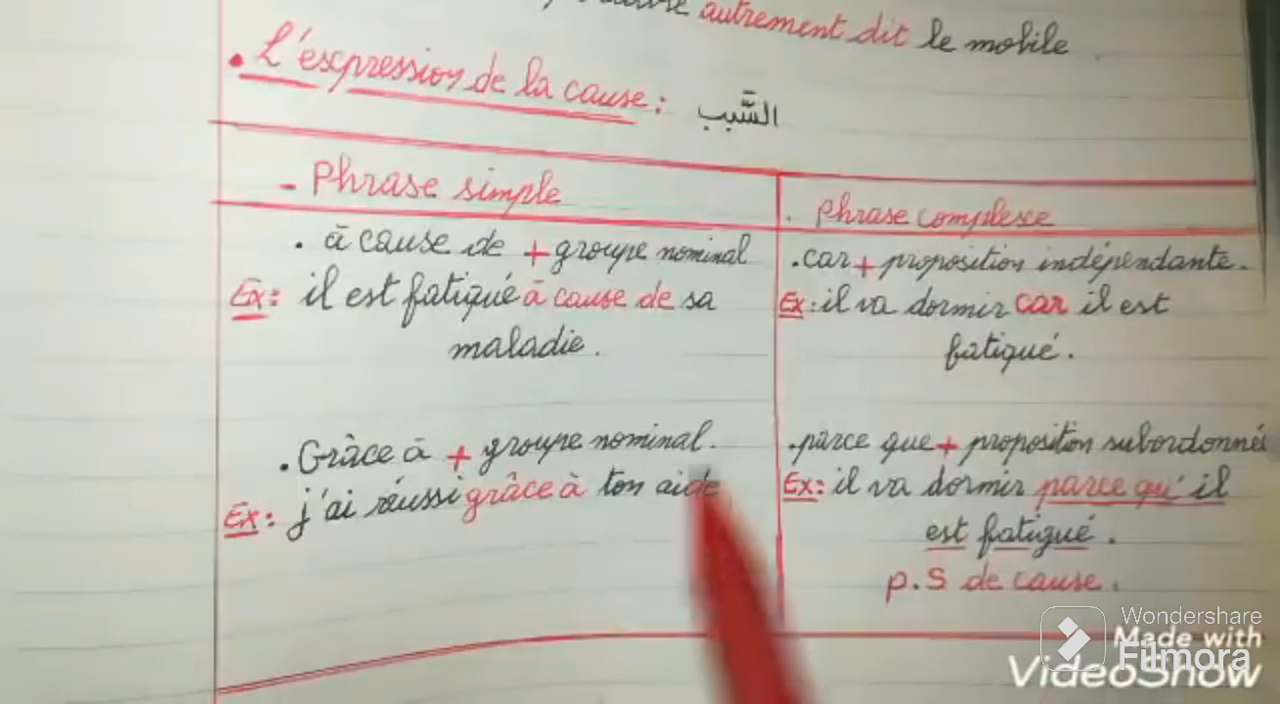 autrement dit le mobile
• L'expression de la cause : السَّبب
- Phrase simple
. à cause de + groupe nominal
Ex: il est fatigué à cause de sa
maladie.
. Grâce à + groupe nominal.
Ex: j'ai réussi grâce à ton aide
. Phrase complexe
. car + proposition indépendante.
Ex: il va dormir car il est
fatigué.
. parce que + proposition subordonnée
Ex: il va dormir parce qu'il
est fatigué.
p.S de cause.
Wondershare
Filmora
Made with
VideoShow